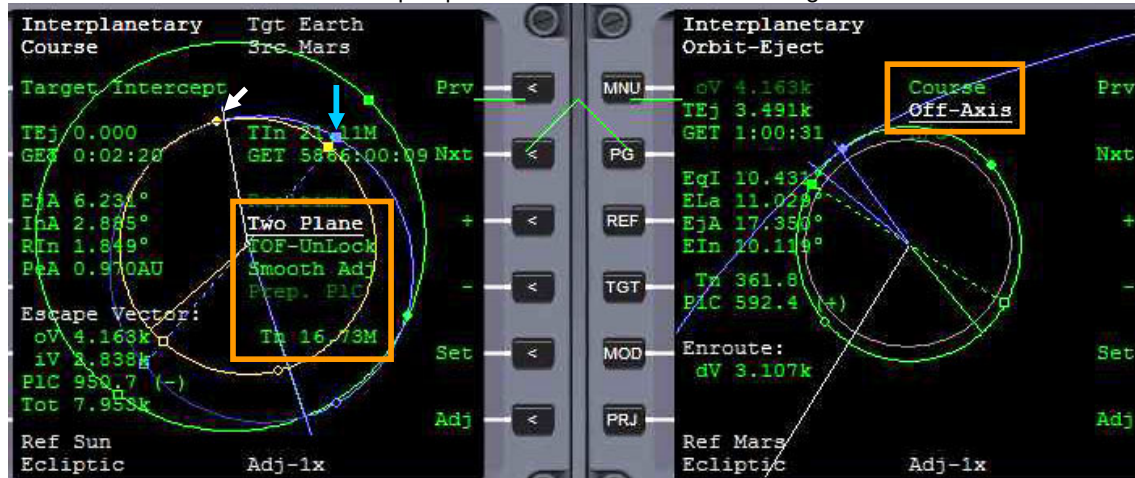 Interplanetary Tgt Earth
Course Src Mars
Target Intercept Prv
TEj 0.000 TIn 21.11M
GET 0:02:20 GET 5866:00:09 Nxt
EjA 6.231°
InA 2.885° Two Plane +
RIn 1.849° TOF-UnLock
PeA 0.970AU Smooth Adj -
Prep. PlC
Escape Vector:
oV 4.163k Tn 16.73M
iV 2.838k Set
PlC 950.7 (-)
Tot 7.953k
Adj
Ref Sun
Ecliptic Adj-1x
< MNU
< PG
< REF
< TGT
< MOD
< PRJ
Interplanetary
Orbit-Eject
oV 4.163k Course Prv
TEj 3.491k Off-Axis
GET 1:00:31
Nxt
EqI 10.431°
ELa 11.029°
EjA 17.350° +
EIn 10.119°
Tn 361.8 -
PlC 592.4 (+)
Enroute: Set
dV 3.107k
Adj
Ref Mars
Ecliptic Adj-1x